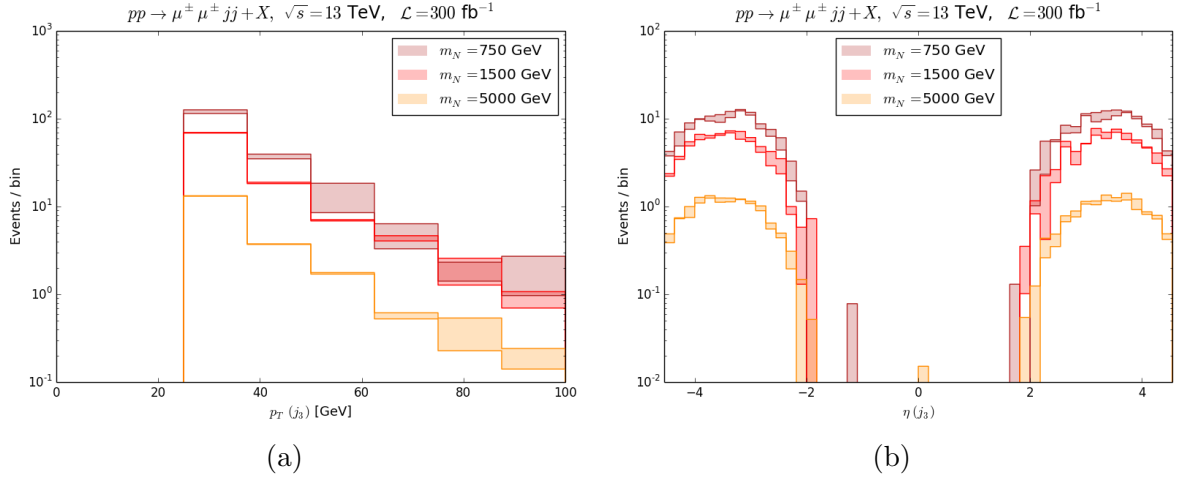 pp → μ± μ± jj + X, √s = 13 TeV, ℒ = 300 fb⁻¹
m_N = 750 GeV
m_N = 1500 GeV
m_N = 5000 GeV
Events / bin
10³
10²
10¹
10⁰
10⁻¹
0 20 40 60 80 100
p_T (j₃) [GeV]
(a)
pp → μ± μ± jj + X, √s = 13 TeV, ℒ = 300 fb⁻¹
m_N = 750 GeV
m_N = 1500 GeV
m_N = 5000 GeV
Events / bin
10²
10¹
10⁰
10⁻¹
10⁻²
−4 −2 0 2 4
η (j₃)
(b)